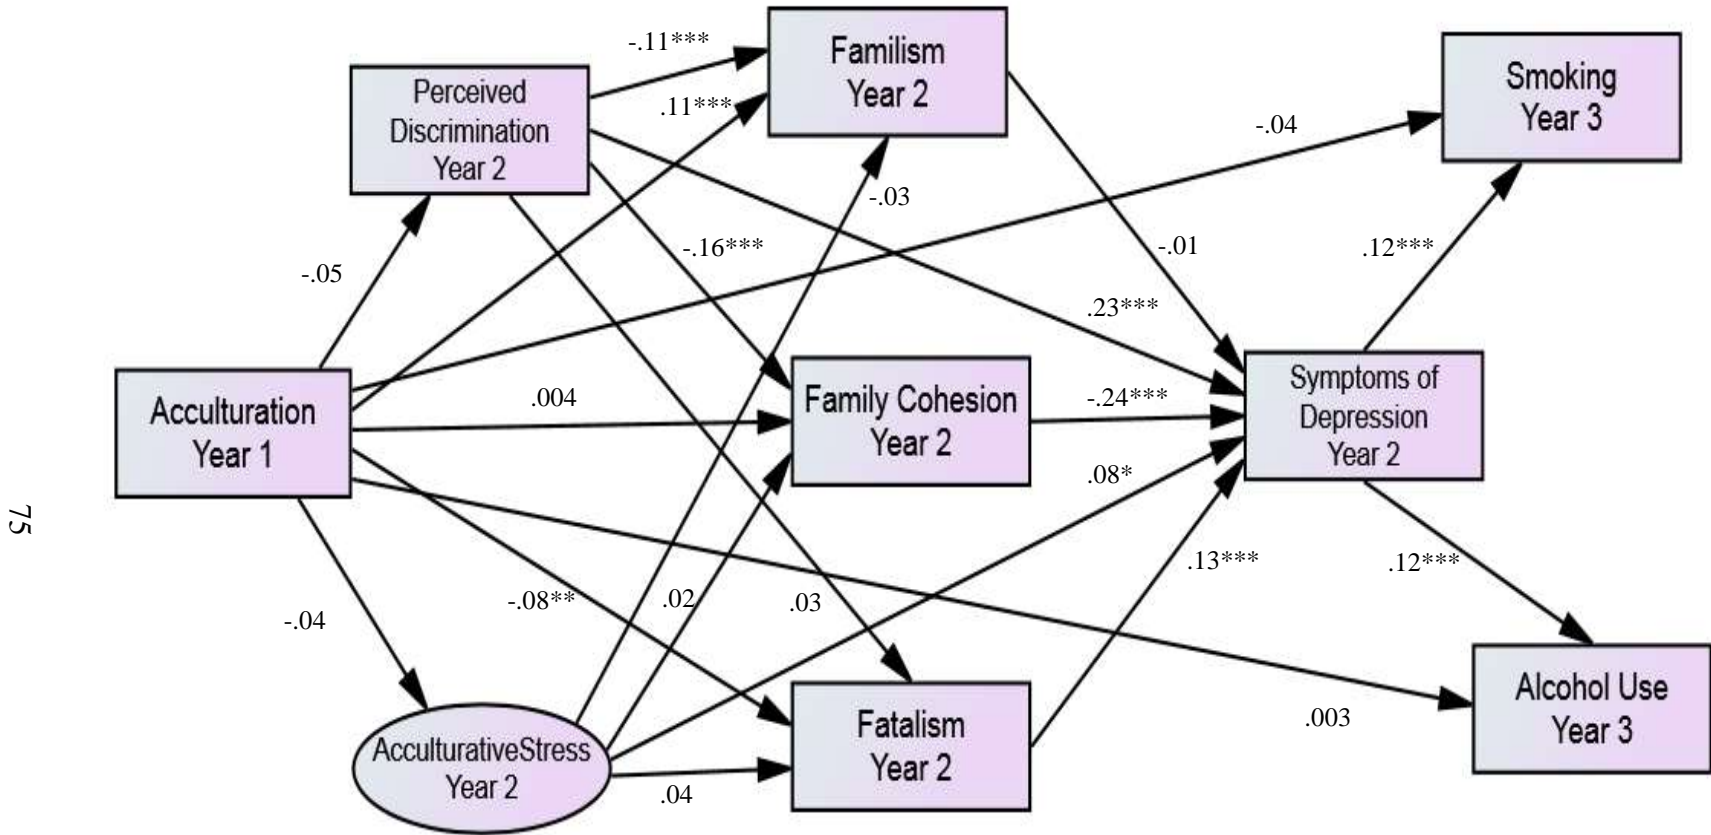 -.11***
Familism
Year 2
Smoking
Year 3
Perceived
Discrimination
Year 2
.11***
-.04
-.03
-.16***
-.01
.12***
-.05
.23***
Acculturation
Year 1
.004
Family Cohesion
Year 2
-.24***
Symptoms of
Depression
Year 2
.08*
75
-.04
-.08**
.02
.03
.13***
.12***
AcculturativeStress
Year 2
.04
Fatalism
Year 2
.003
Alcohol Use
Year 3